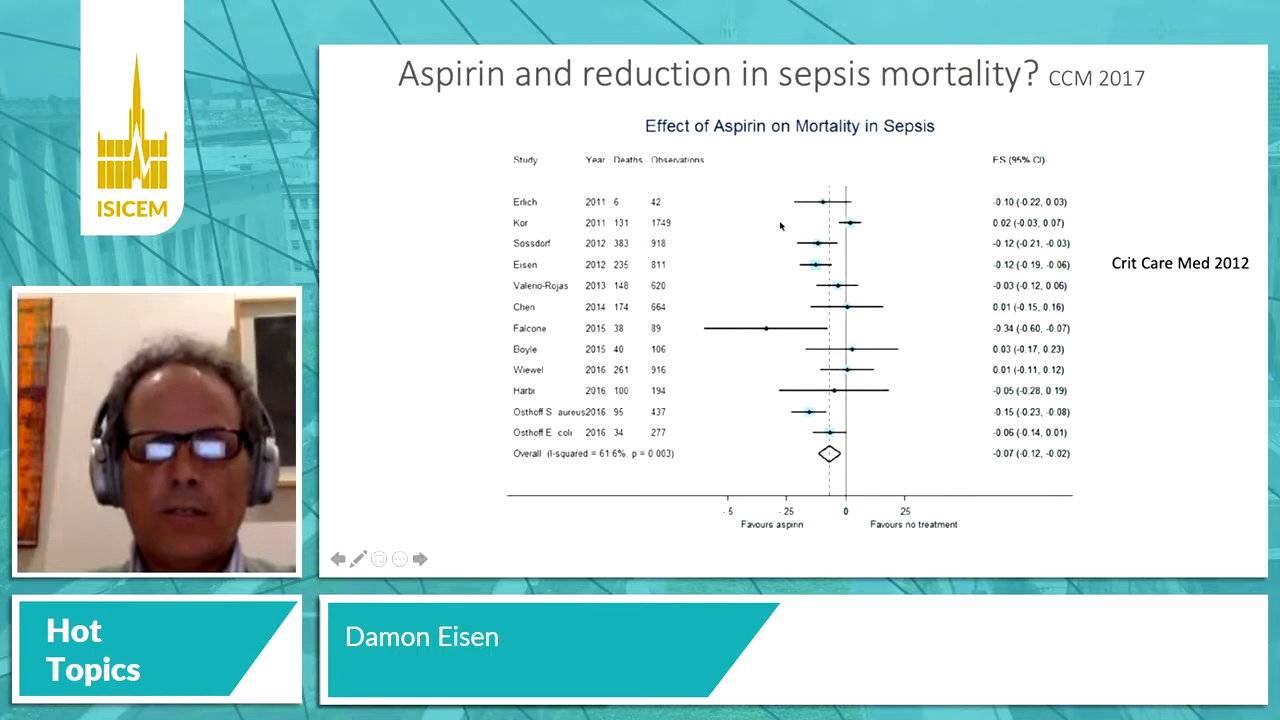 ISICEM
Aspirin and reduction in sepsis mortality? CCM 2017
Effect of Aspirin on Mortality in Sepsis
Study Year Deaths Observations ES (95% CI)
Erlich 2011 6 42 -0.10 (-0.22, 0.03)
Kor 2011 131 1749 0.02 (-0.03, 0.07)
Sossdorf 2012 383 918 -0.12 (-0.21, -0.03)
Eisen 2012 235 811 -0.12 (-0.19, -0.06)
Crit Care Med 2012
Valerio-Rojas 2013 148 620 -0.03 (-0.12, 0.06)
Chen 2014 174 664 0.01 (-0.15, 0.16)
Falcone 2015 38 89 -0.34 (-0.60, -0.07)
Boyle 2015 40 106 0.03 (-0.17, 0.23)
Wiewel 2016 261 916 0.01 (-0.11, 0.12)
Harbi 2016 100 194 -0.05 (-0.28, 0.19)
Osthoff S aureus 2016 95 437 -0.15 (-0.23, -0.08)
Osthoff E coli 2016 34 277 -0.06 (-0.14, 0.01)
Overall (I-squared = 61.6%, p = 0.003) -0.07 (-0.12, -0.02)
-.5 -.25 0 .25
Favours aspirin Favours no treatment
Hot
Topics
Damon Eisen